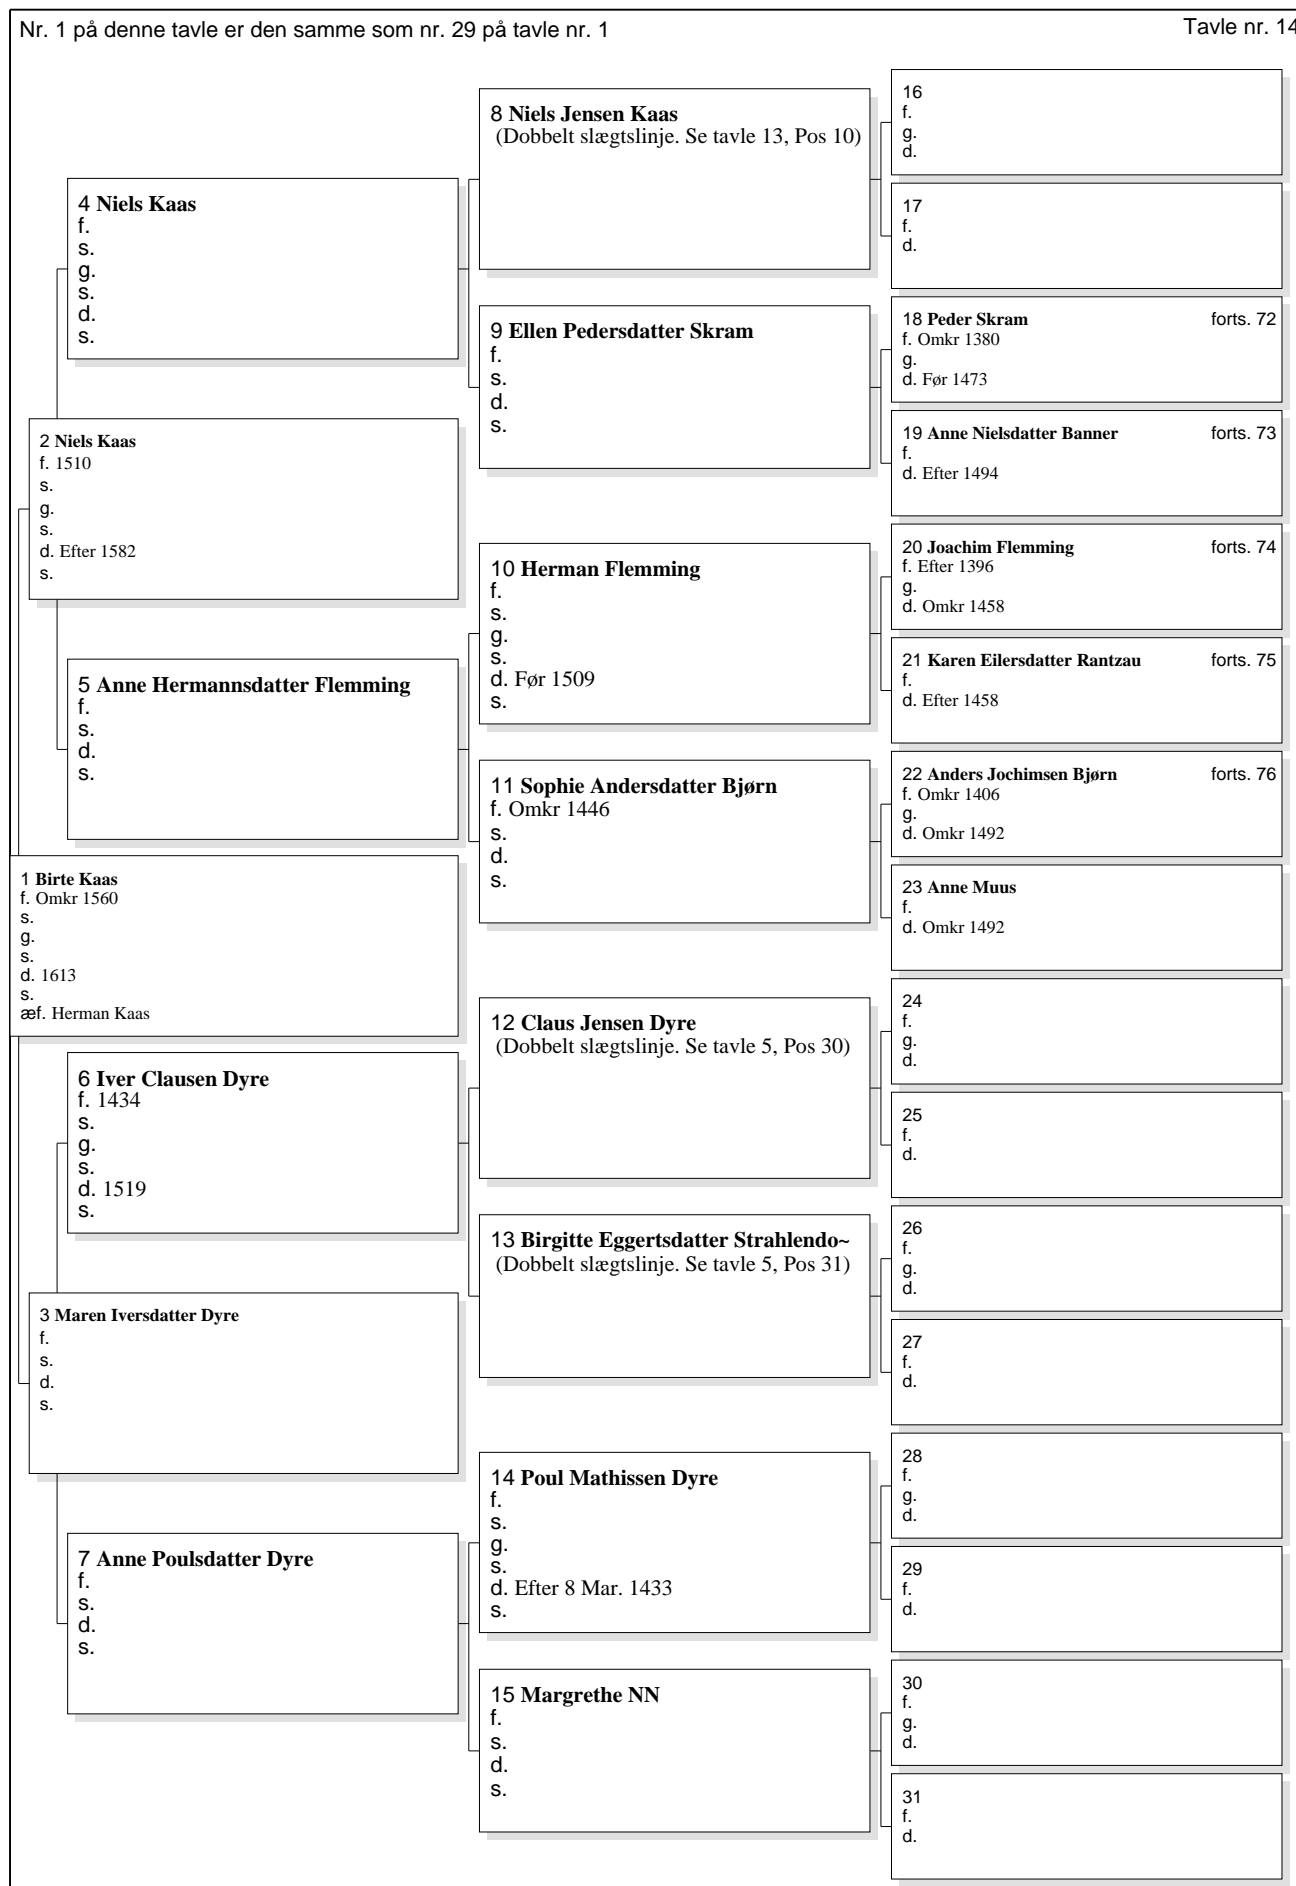 Nr. 1 på denne tavle er den samme som nr. 29 på tavle nr. 1
Tavle nr. 14
1 Birte Kaas
f. Omkr 1560
s.
g.
s.
d. 1613
s.
æf. Herman Kaas
2 Niels Kaas
f. 1510
s.
g.
s.
d. Efter 1582
s.
3 Maren Iversdatter Dyre
f.
s.
d.
s.
4 Niels Kaas
f.
s.
g.
s.
d.
s.
5 Anne Hermannsdatter Flemming
f.
s.
d.
s.
6 Iver Clausen Dyre
f. 1434
s.
g.
s.
d. 1519
s.
7 Anne Poulsdatter Dyre
f.
s.
d.
s.
8 Niels Jensen Kaas
(Dobbelt slægtslinje. Se tavle 13, Pos 10)
9 Ellen Pedersdatter Skram
f.
s.
d.
s.
10 Herman Flemming
f.
s.
g.
s.
d. Før 1509
s.
11 Sophie Andersdatter Bjørn
f. Omkr 1446
s.
d.
s.
12 Claus Jensen Dyre
(Dobbelt slægtslinje. Se tavle 5, Pos 30)
13 Birgitte Eggertsdatter Strahlendo~
(Dobbelt slægtslinje. Se tavle 5, Pos 31)
14 Poul Mathissen Dyre
f.
s.
g.
s.
d. Efter 8 Mar. 1433
s.
15 Margrethe NN
f.
s.
d.
s.
16
f.
g.
d.
17
f.
d.
18 Peder Skram forts. 72
f. Omkr 1380
g.
d. Før 1473
19 Anne Nielsdatter Banner forts. 73
f.
d. Efter 1494
20 Joachim Flemming forts. 74
f. Efter 1396
g.
d. Omkr 1458
21 Karen Eilersdatter Rantzau forts. 75
f.
d. Efter 1458
22 Anders Jochimsen Bjørn forts. 76
f. Omkr 1406
g.
d. Omkr 1492
23 Anne Muus
f.
d. Omkr 1492
24
f.
g.
d.
25
f.
d.
26
f.
g.
d.
27
f.
d.
28
f.
g.
d.
29
f.
d.
30
f.
g.
d.
31
f.
d.